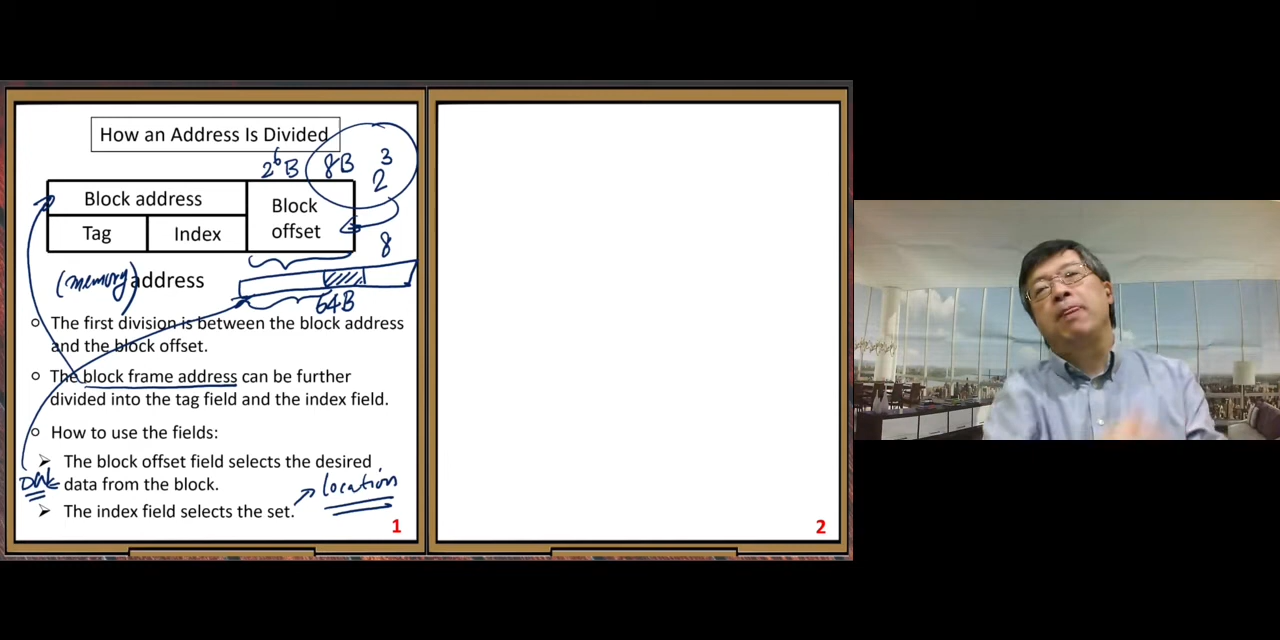 How an Address Is Divided
2^6B 8B 2^3
Block address
Block
offset
Tag
Index
8
(memory) address
64B
The first division is between the block address
and the block offset.
The block frame address can be further
divided into the tag field and the index field.
How to use the fields:
The block offset field selects the desired
data from the block.
location
The index field selects the set.
1
2